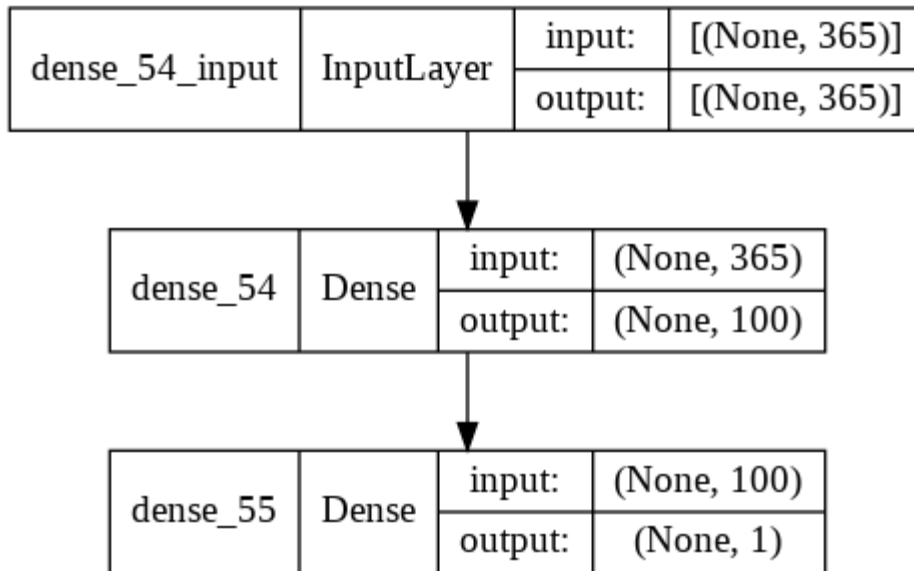 dense_54_input InputLayer input: [(None, 365)]
output: [(None, 365)]
dense_54 Dense input: (None, 365)
output: (None, 100)
dense_55 Dense input: (None, 100)
output: (None, 1)